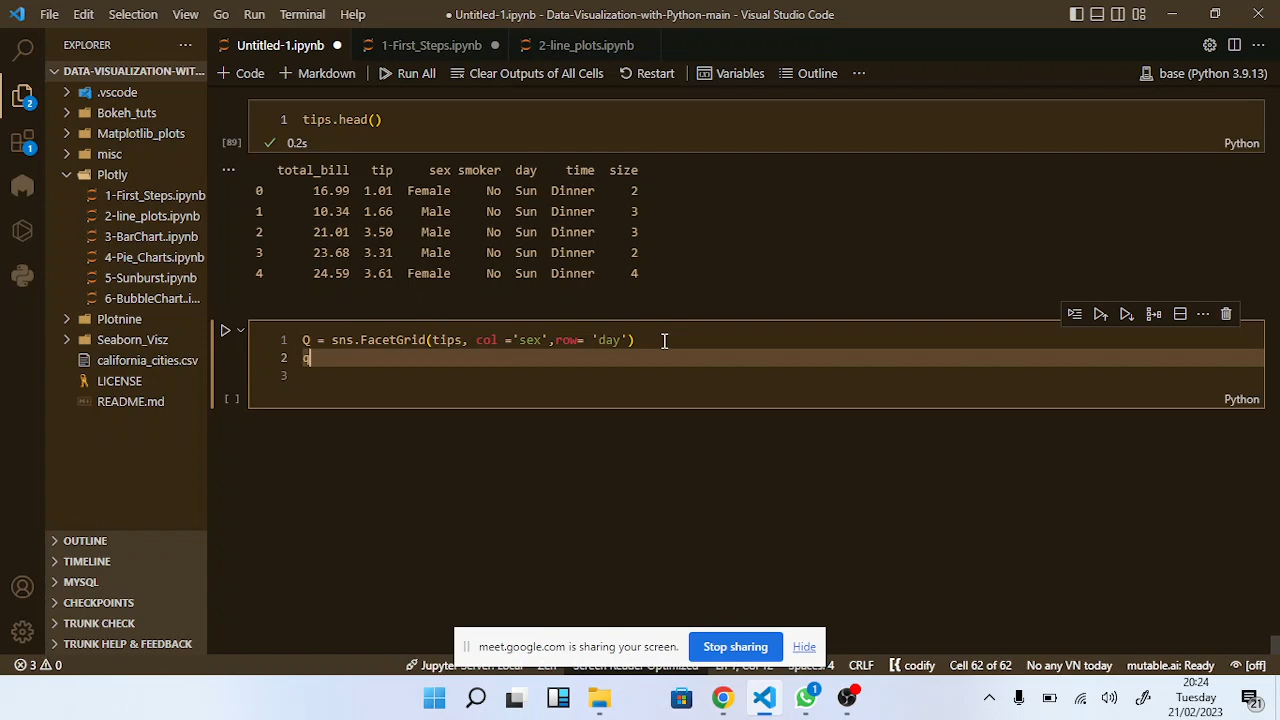 File Edit Selection View Go Run Terminal Help
● Untitled-1.ipynb - Data-Visualization-with-Python-main - Visual Studio Code
EXPLORER
Untitled-1.ipynb
1-First_Steps.ipynb
2-line_plots.ipynb
DATA-VISUALIZATION-WIT...
+ Code + Markdown Run All Clear Outputs of All Cells Restart Variables Outline ...
base (Python 3.9.13)
.vscode
Bokeh_tuts
Matplotlib_plots
misc
Plotly
1-First_Steps.ipynb
2-line_plots.ipynb
3-BarChart..ipynb
4-Pie_Charts.ipynb
5-Sunburst.ipynb
6-BubbleChart..i...
Plotnine
Seaborn_Visz
california_cities.csv
LICENSE
README.md
OUTLINE
TIMELINE
MYSQL
CHECKPOINTS
TRUNK CHECK
TRUNK HELP & FEEDBACK
2
1
1 tips.head()
[89] 0.2s Python
total_bill tip sex smoker day time size
0 16.99 1.01 Female No Sun Dinner 2
1 10.34 1.66 Male No Sun Dinner 3
2 21.01 3.50 Male No Sun Dinner 3
3 23.68 3.31 Male No Sun Dinner 2
4 24.59 3.61 Female No Sun Dinner 4
1 Q = sns.FacetGrid(tips, col ='sex',row= 'day')
2 q
3
[ ] Python
meet.google.com is sharing your screen. Stop sharing Hide
3 0 CRLF codify Cell 62 of 62 No any VN today mutable.ai: Ready [off]
1
20:24
Tuesday
21/02/2023
21